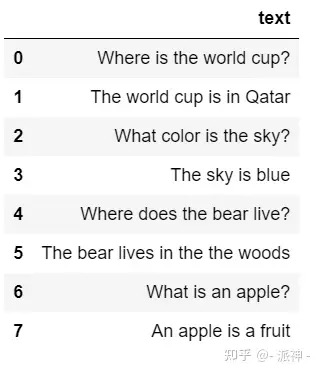 text
0 Where is the world cup?
1 The world cup is in Qatar
2 What color is the sky?
3 The sky is blue
4 Where does the bear live?
5 The bear lives in the the woods
6 What is an apple?
7 An apple is a fruit
知乎 @- 派神 -